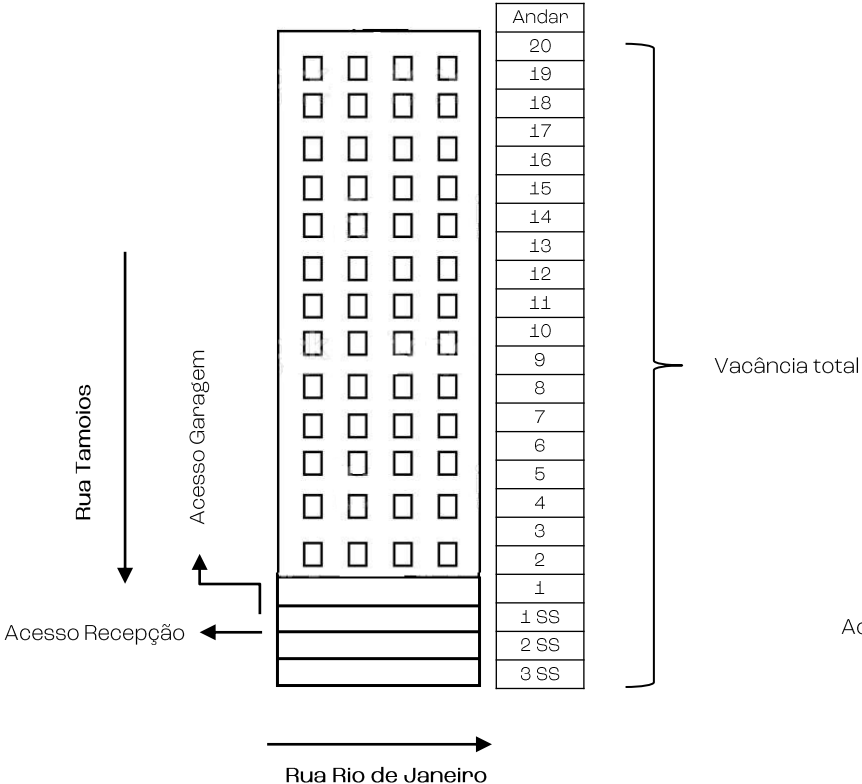 Andar
20
19
18
17
16
15
14
13
12
11
10
9
8
7
6
5
4
3
2
1
1 SS
2 SS
3 SS
Vacância total
Rua Tamoios
Acesso Garagem
Acesso Recepção
Rua Rio de Janeiro